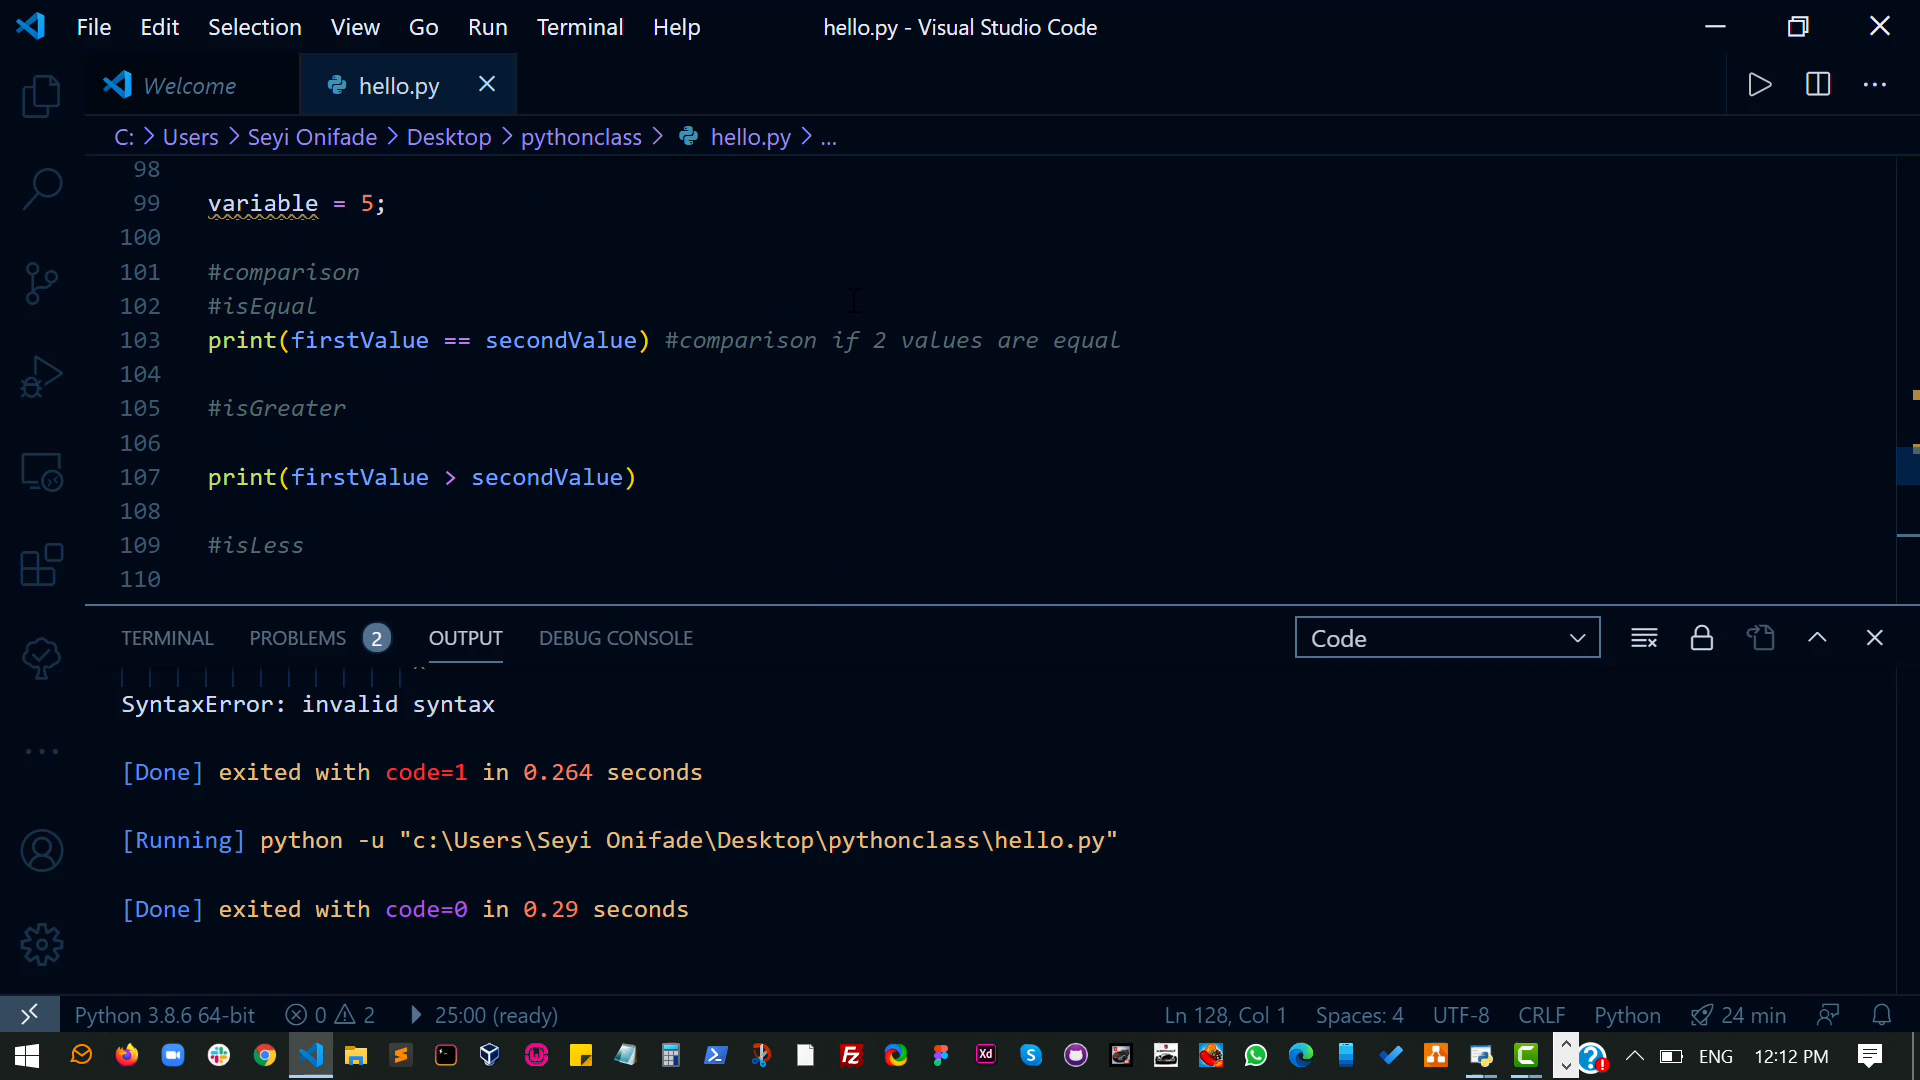 File Edit Selection View Go Run Terminal Help hello.py - Visual Studio Code
Welcome hello.py
C: > Users > Seyi Onifade > Desktop > pythonclass > hello.py > ...
98
99 variable = 5;
100
101 #comparison
102 #isEqual
103 print(firstValue == secondValue) #comparison if 2 values are equal
104
105 #isGreater
106
107 print(firstValue > secondValue)
108
109 #isLess
110
TERMINAL PROBLEMS 2 OUTPUT DEBUG CONSOLE Code
^
SyntaxError: invalid syntax
[Done] exited with code=1 in 0.264 seconds
[Running] python -u "c:\Users\Seyi Onifade\Desktop\pythonclass\hello.py"
[Done] exited with code=0 in 0.29 seconds
Python 3.8.6 64-bit 0 2 25:00 (ready) Ln 128, Col 1 Spaces: 4 UTF-8 CRLF Python 24 min
Fz Xd S C ? ENG 12:12 PM